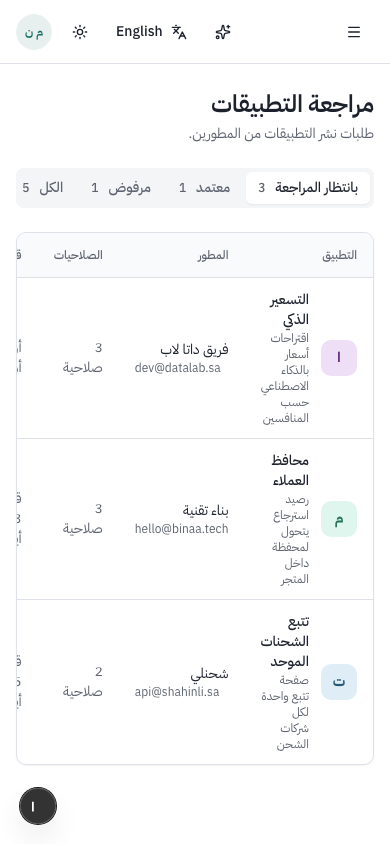 English
م ن
مراجعة التطبيقات
طلبات نشر التطبيقات من المطورين.
بانتظار المراجعة 3
معتمد 1
مرفوض 1
الكل 5
التطبيق
المطور
الصلاحيات
ا
التسعير
الذكي
اقتراحات
أسعار
بالذكاء
الاصطناعي
حسب
المنافسين
فريق داتا لاب
dev@datalab.sa
3
صلاحية
م
محافظ
العملاء
رصيد
استرجاع
يتحول
لمحفظة
داخل
المتجر
بناء تقنية
hello@binaa.tech
3
صلاحية
ت
تتبع
الشحنات
الموحد
صفحة
تتبع واحدة
لكل
شركات
الشحن
شحنلي
api@shahinli.sa
2
صلاحية
ا